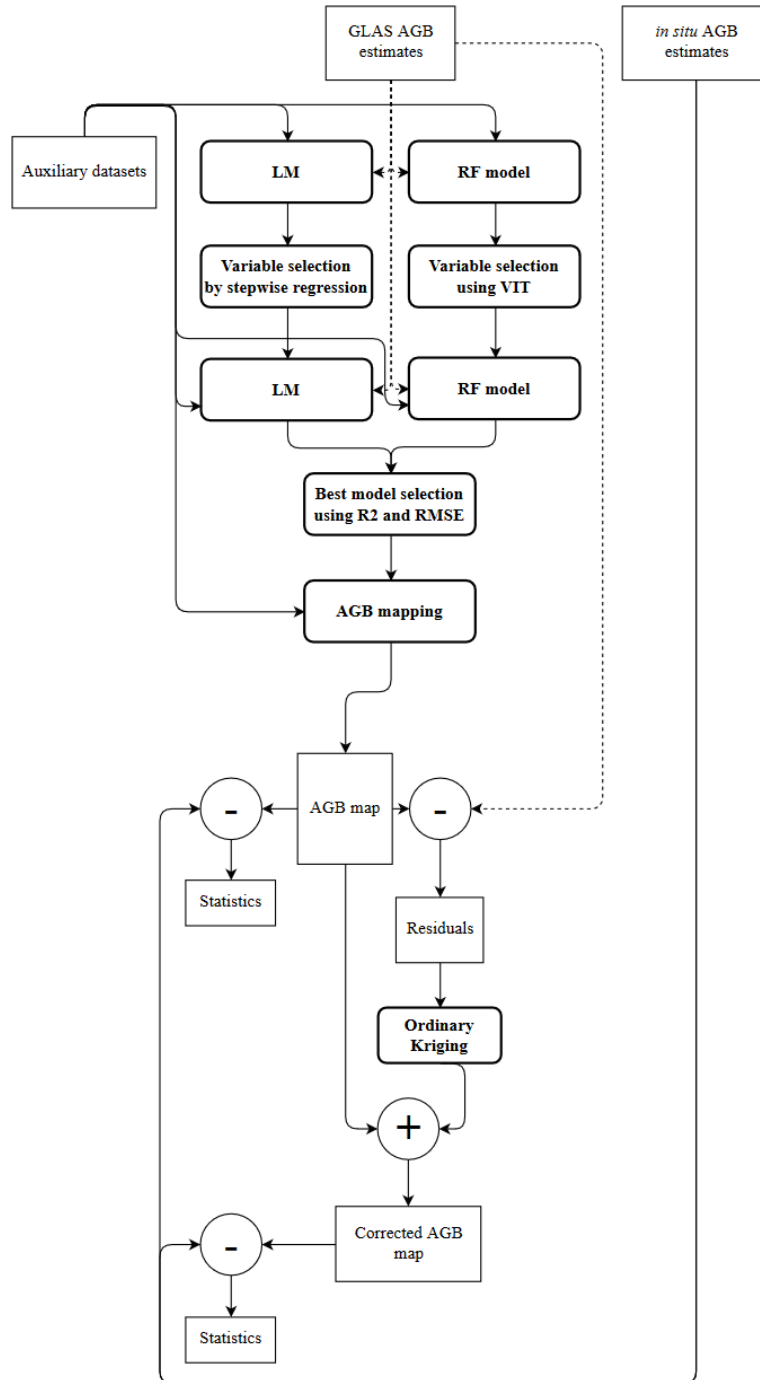 GLAS AGB
estimates
in situ AGB
estimates
Auxiliary datasets
LM
RF model
Variable selection
by stepwise regression
Variable selection
using VIT
LM
RF model
Best model selection
using R2 and RMSE
AGB mapping
-
AGB map
-
Statistics
Residuals
Ordinary
Kriging
+
Corrected AGB
map
-
Statistics